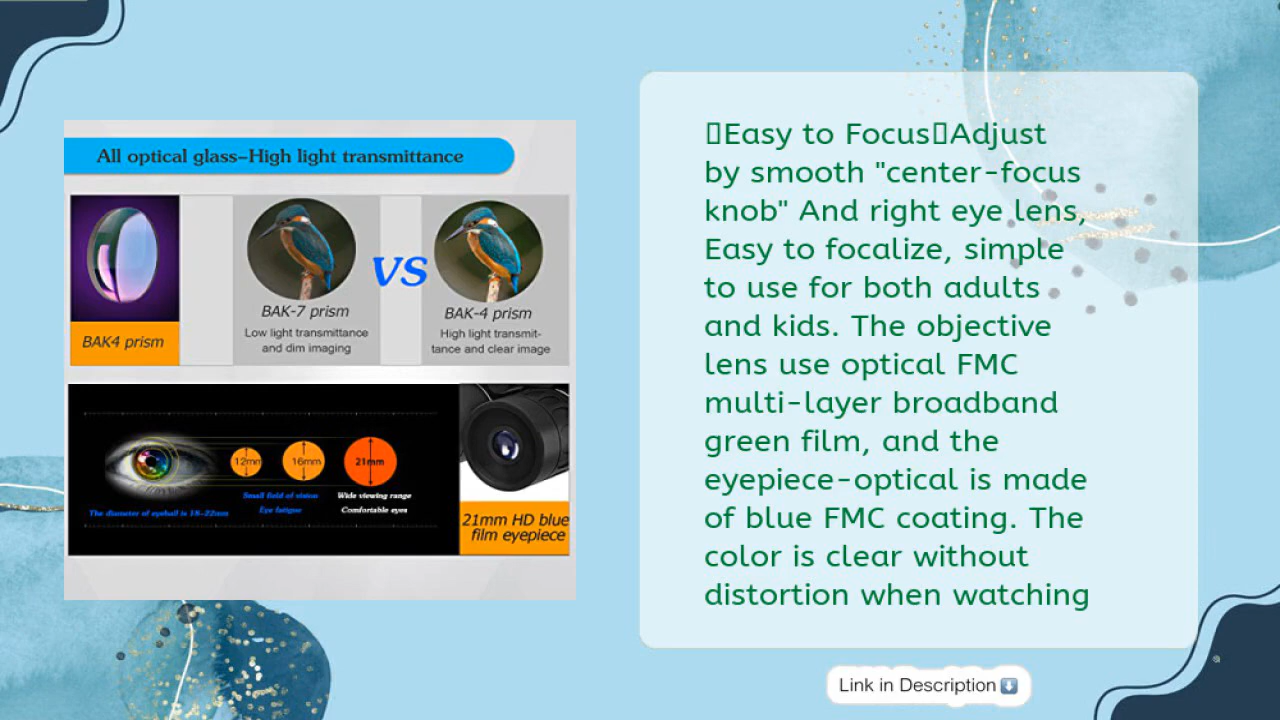 All optical glass–High light transmittance
BAK4 prism
BAK-7 prism
Low light transmittance
and dim imaging
VS
BAK-4 prism
High light transmit-
tance and clear image
12mm
16mm
21mm
Small field of vision
Eye fatigue
Wide viewing range
Comfortable eyes
The diameter of eyeball is 18-22mm
21mm HD blue
film eyepiece
▯Easy to Focus▯Adjust
by smooth "center-focus
knob" And right eye lens,
Easy to focalize, simple
to use for both adults
and kids. The objective
lens use optical FMC
multi-layer broadband
green film, and the
eyepiece-optical is made
of blue FMC coating. The
color is clear without
distortion when watching
Link in Description ⬇️